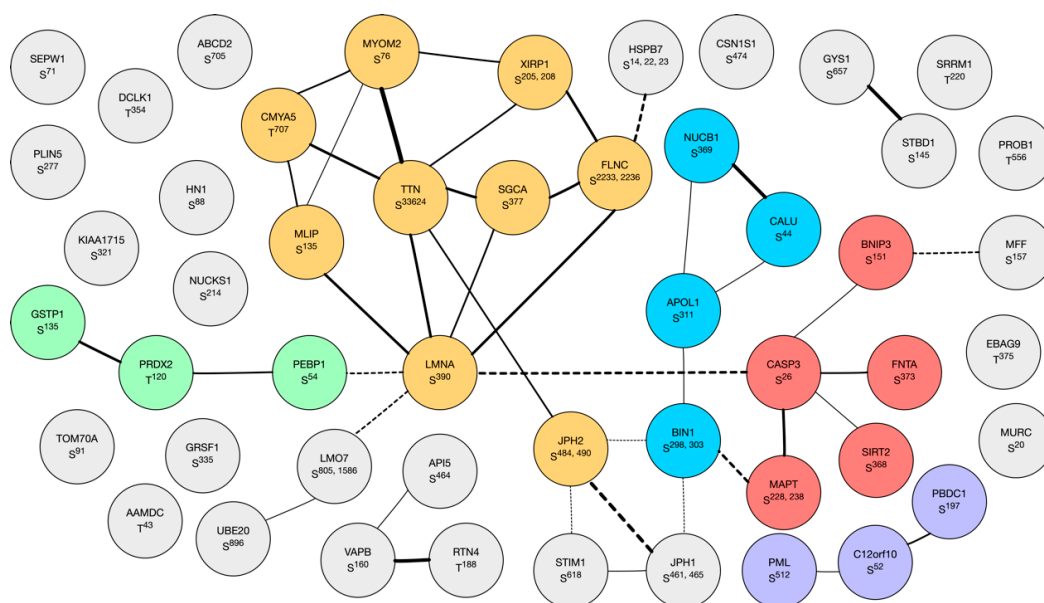 SEPW1
S71
ABCD2
S705
MYOM2
S76
XIRP1
S205, 208
HSPB7
S14, 22, 23
CSN1S1
S474
GYS1
S657
SRRM1
T220
DCLK1
T354
CMYA5
T707
NUCB1
S369
STBD1
S145
PROB1
T556
PLIN5
S277
HN1
S88
TTN
S33624
SGCA
S377
FLNC
S2233, 2236
MLIP
S135
CALU
S44
KIAA1715
S321
BNIP3
S151
MFF
S157
NUCKS1
S214
GSTP1
S135
APOL1
S311
PRDX2
T120
PEBP1
S54
LMNA
S390
CASP3
S26
FNTA
S373
EBAG9
T375
TOM70A
S91
GRSF1
S335
LMO7
S805, 1586
API5
S464
JPH2
S484, 490
BIN1
S298, 303
SIRT2
S368
MURC
S20
MAPT
S228, 238
PBDC1
S197
AAMDC
T43
UBE20
S896
VAPB
S160
RTN4
T188
STIM1
S618
JPH1
S461, 465
PML
S512
C12orf10
S52